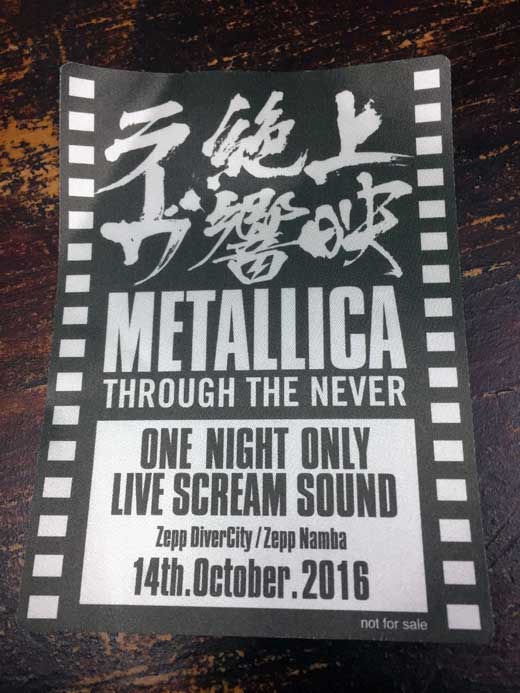 ライヴ
絶響
上映
METALLICA
THROUGH THE NEVER
ONE NIGHT ONLY
LIVE SCREAM SOUND
Zepp DiverCity / Zepp Namba
14th.October.2016
not for sale